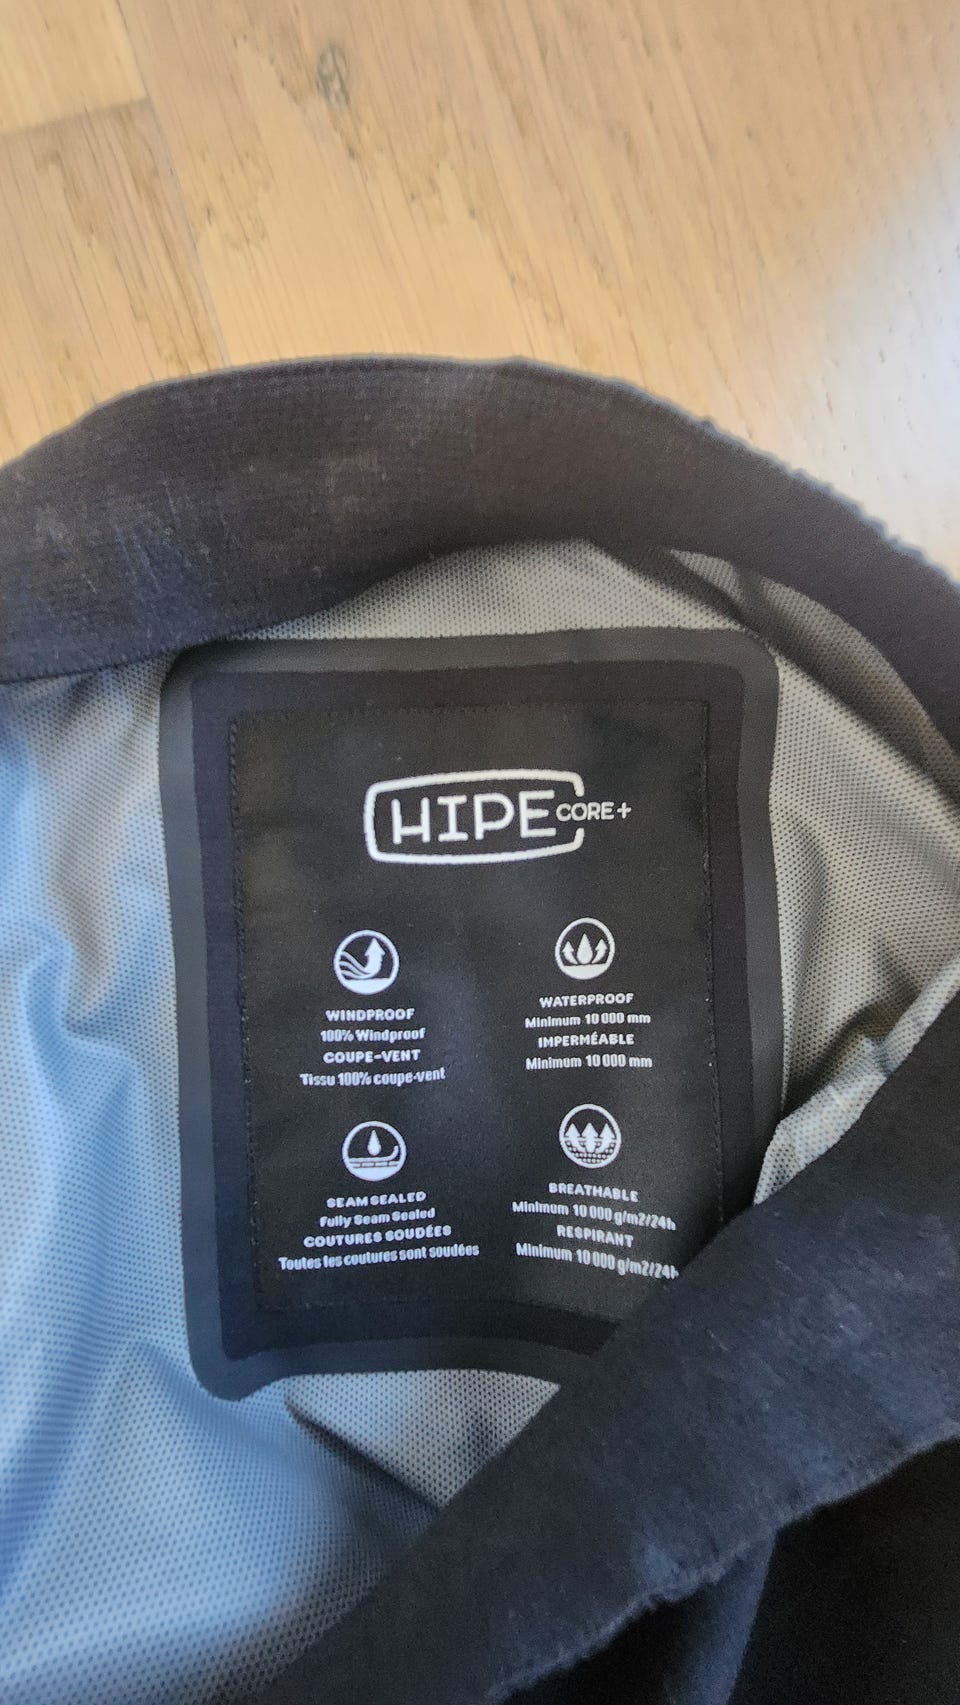 HIPE CORE+
WINDPROOF
100% Windproof
COUPE-VENT
Tissu 100% coupe-vent
WATERPROOF
Minimum 10 000 mm
IMPERMÉABLE
Minimum 10 000 mm
SEAM SEALED
Fully Seam Sealed
COUTURES SOUDÉES
Toutes les coutures sont soudées
BREATHABLE
Minimum 10 000 g/m2/24h
RESPIRANT
Minimum 10 000 g/m2/24h